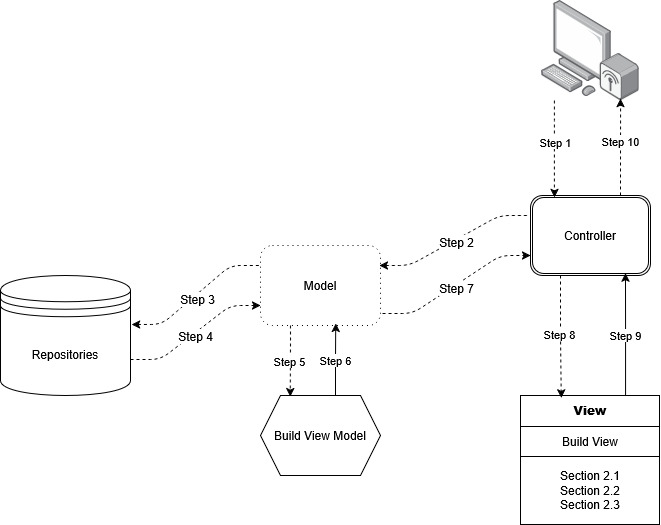 Step 1
Step 10
Controller
Step 2
Model
Step 7
Step 3
Repositories
Step 4
Step 5
Step 6
Step 8
Step 9
Build View Model
View
Build View
Section 2.1
Section 2.2
Section 2.3